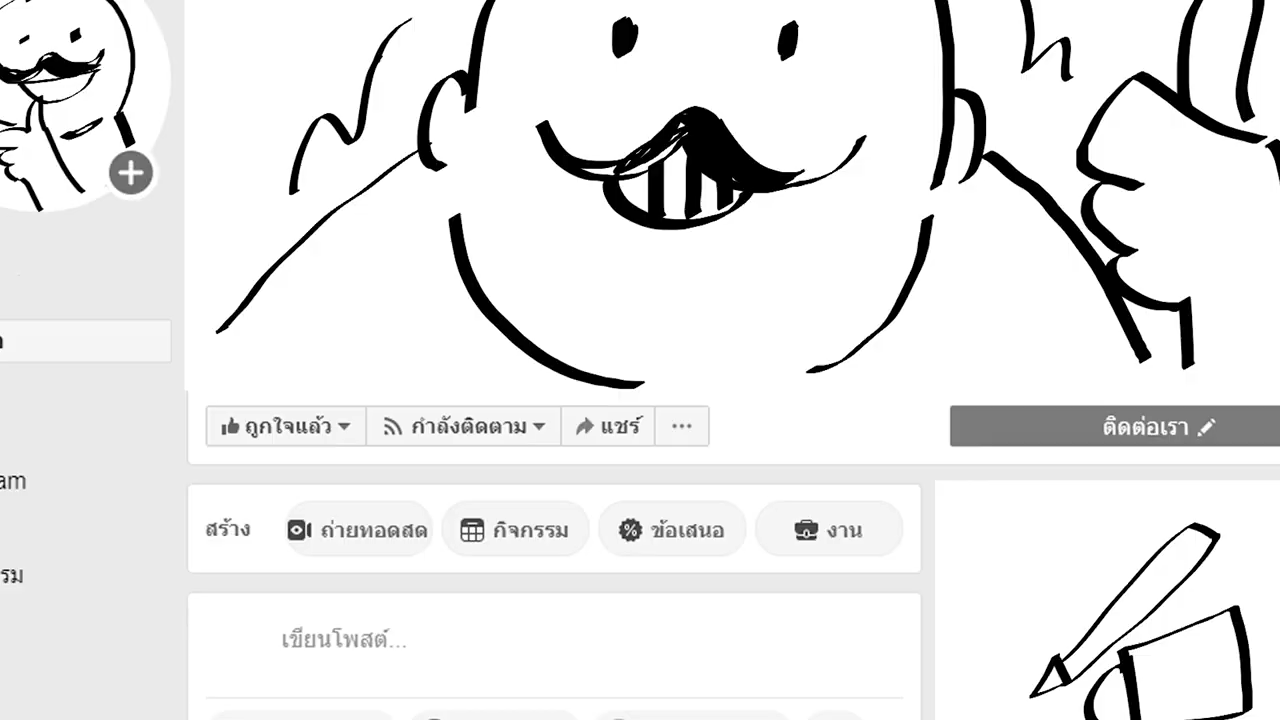 ถูกใจแล้ว กำลังติดตาม แชร์ ...
ติดต่อเรา
am
สร้าง ถ่ายทอดสด กิจกรรม ข้อเสนอ งาน
รม
เขียนโพสต์...